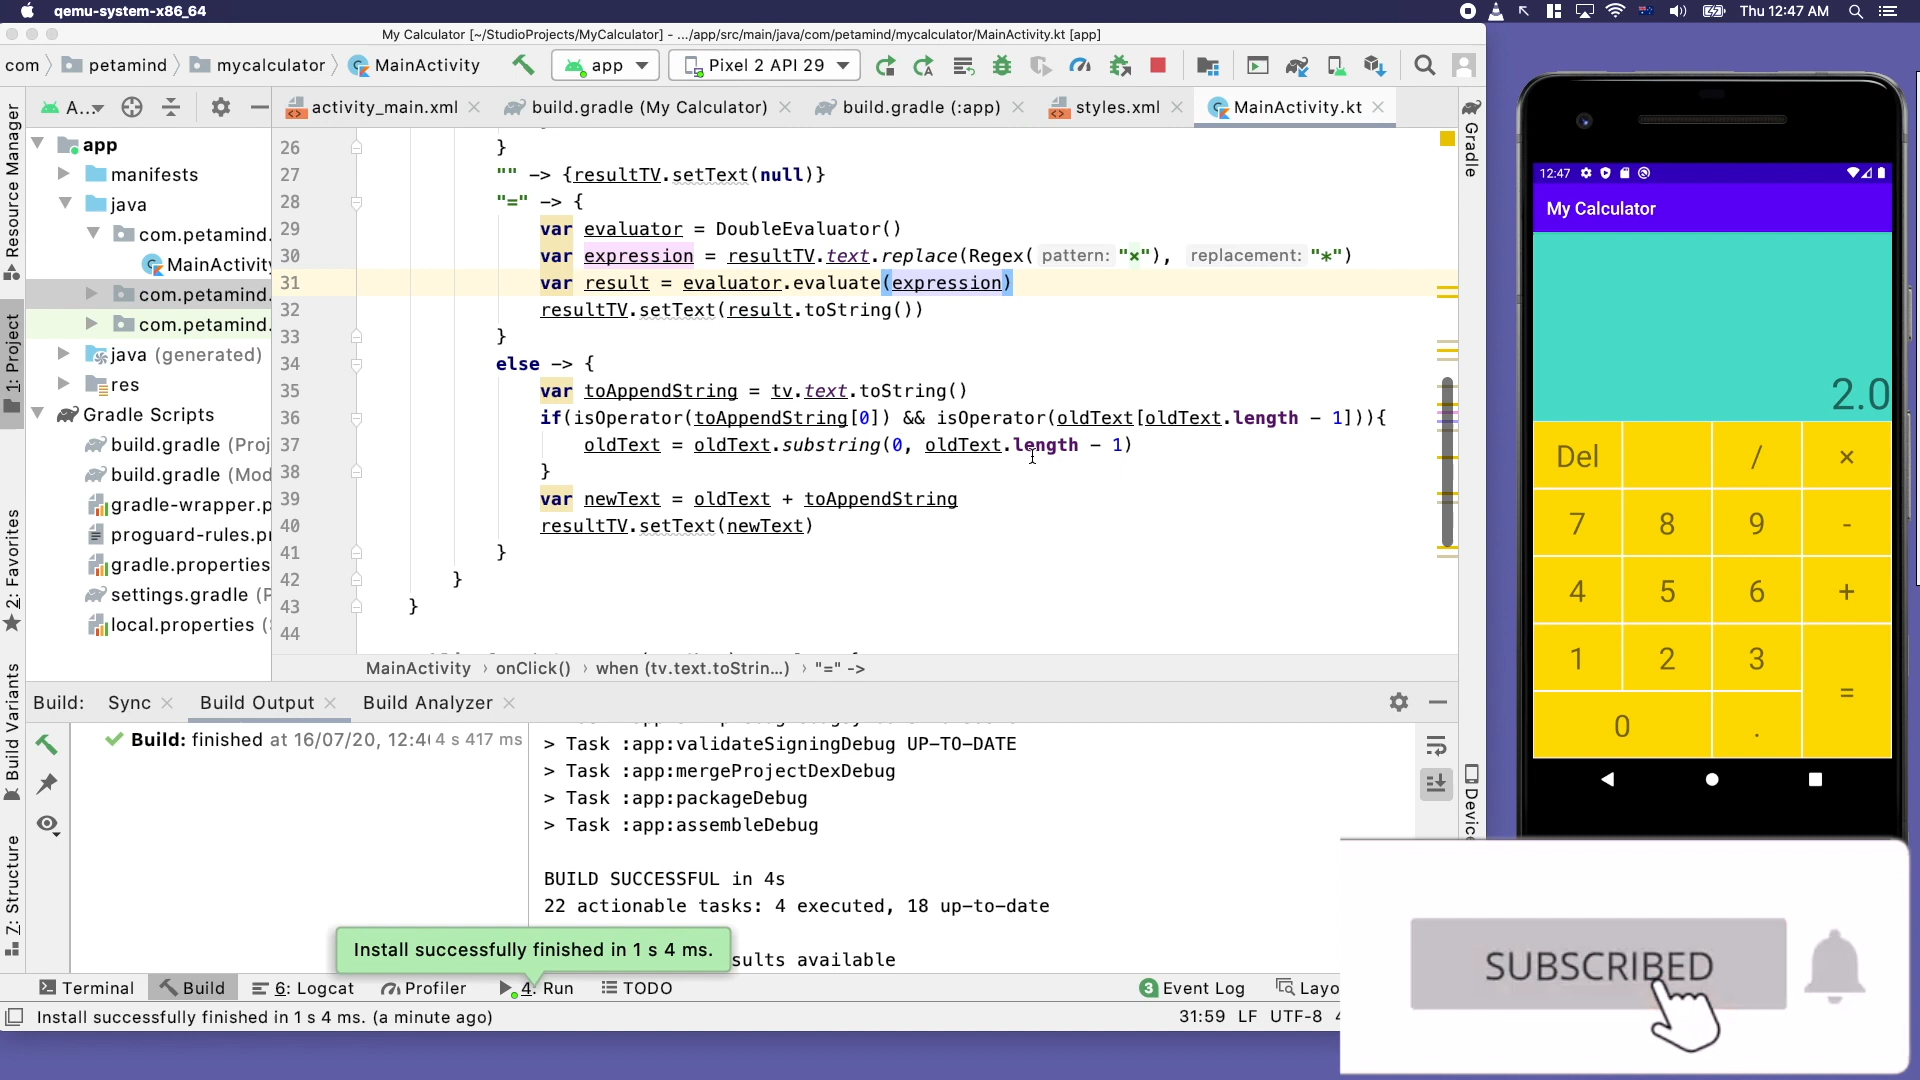 qemu-system-x86_64
Thu 12:47 AM
My Calculator [~/StudioProjects/MyCalculator] - .../app/src/main/java/com/petamind/mycalculator/MainActivity.kt [app]
com petamind mycalculator MainActivity app Pixel 2 API 29
A... activity_main.xml build.gradle (My Calculator) build.gradle (:app) styles.xml MainActivity.kt
Resource Manager
1: Project
2: Favorites
Build Variants
7: Structure
Gradle
app
manifests
java
com.petamind.
MainActivity
com.petamind.
com.petamind.
java (generated)
res
Gradle Scripts
build.gradle (Proj
build.gradle (Mod
gradle-wrapper.p
proguard-rules.pr
gradle.properties
settings.gradle (P
local.properties (
26 }
27 "" -> {resultTV.setText(null)}
28 "=" -> {
29 var evaluator = DoubleEvaluator()
30 var expression = resultTV.text.replace(Regex( pattern: "×"), replacement: "*")
31 var result = evaluator.evaluate(expression)
32 resultTV.setText(result.toString())
33 }
34 else -> {
35 var toAppendString = tv.text.toString()
36 if(isOperator(toAppendString[0]) && isOperator(oldText[oldText.length - 1])){
37 oldText = oldText.substring(0, oldText.length - 1)
38 }
39 var newText = oldText + toAppendString
40 resultTV.setText(newText)
41 }
42 }
43 }
44
MainActivity › onClick() › when (tv.text.toStrin...) › "=" ->
Build: Sync Build Output Build Analyzer
Build: finished at 16/07/20, 12:4 4 s 417 ms
> Task :app:validateSigningDebug UP-TO-DATE
> Task :app:mergeProjectDexDebug
> Task :app:packageDebug
> Task :app:assembleDebug
BUILD SUCCESSFUL in 4s
22 actionable tasks: 4 executed, 18 up-to-date
sults available
Install successfully finished in 1 s 4 ms.
Terminal Build 6: Logcat Profiler 4: Run TODO 3 Event Log Layo
Install successfully finished in 1 s 4 ms. (a minute ago)
31:59 LF UTF-8 4
12:47
My Calculator
2.0
Del / ×
7 8 9 -
4 5 6 +
1 2 3 =
0 .
SUBSCRIBED